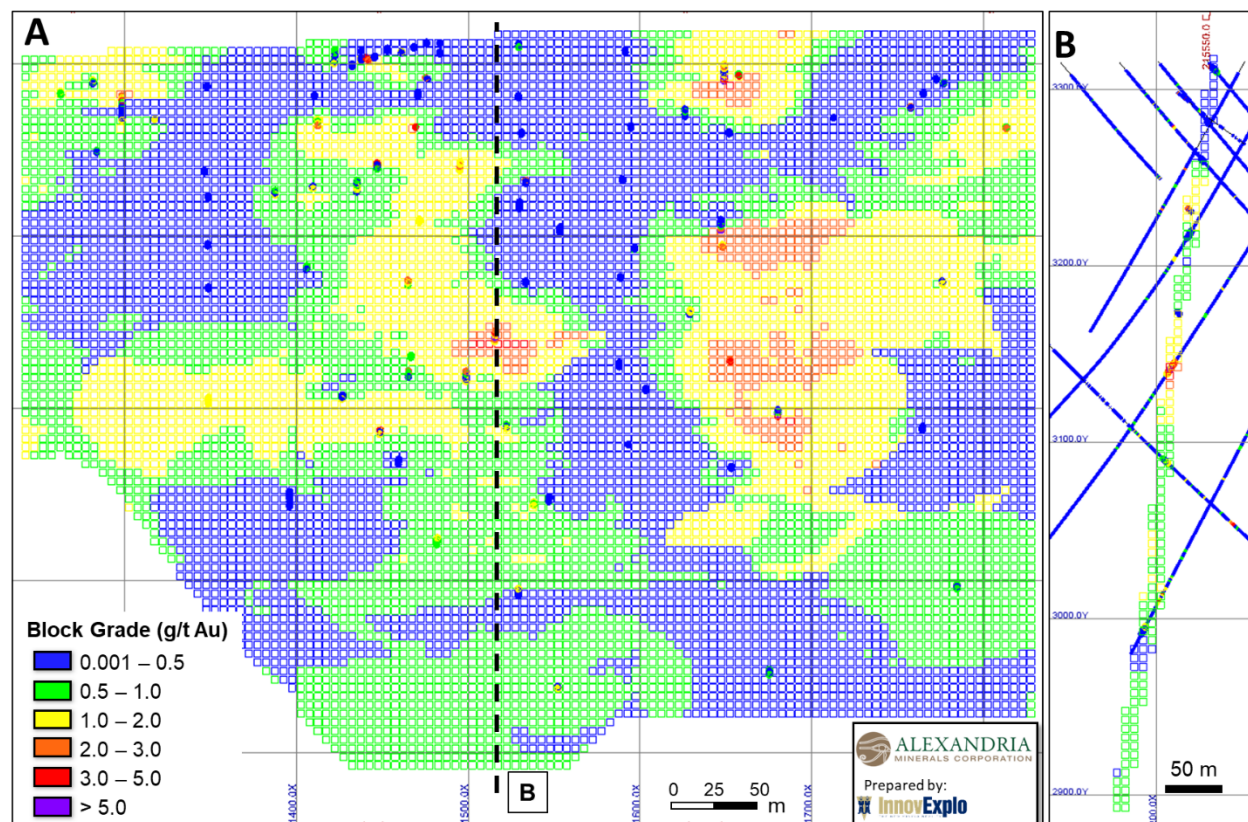 A
B
215550.0 L
3300.0Y
3200.0Y
3100.0Y
3000.0Y
2900.0Y
Block Grade (g/t Au)
0.001 – 0.5
0.5 – 1.0
1.0 – 2.0
2.0 – 3.0
3.0 – 5.0
> 5.0
1400.0X
1500.0X
1600.0X
1700.0X
B
0 25 50
m
ALEXANDRIA
MINERALS CORPORATION
Prepared by:
InnovExplo
50 m